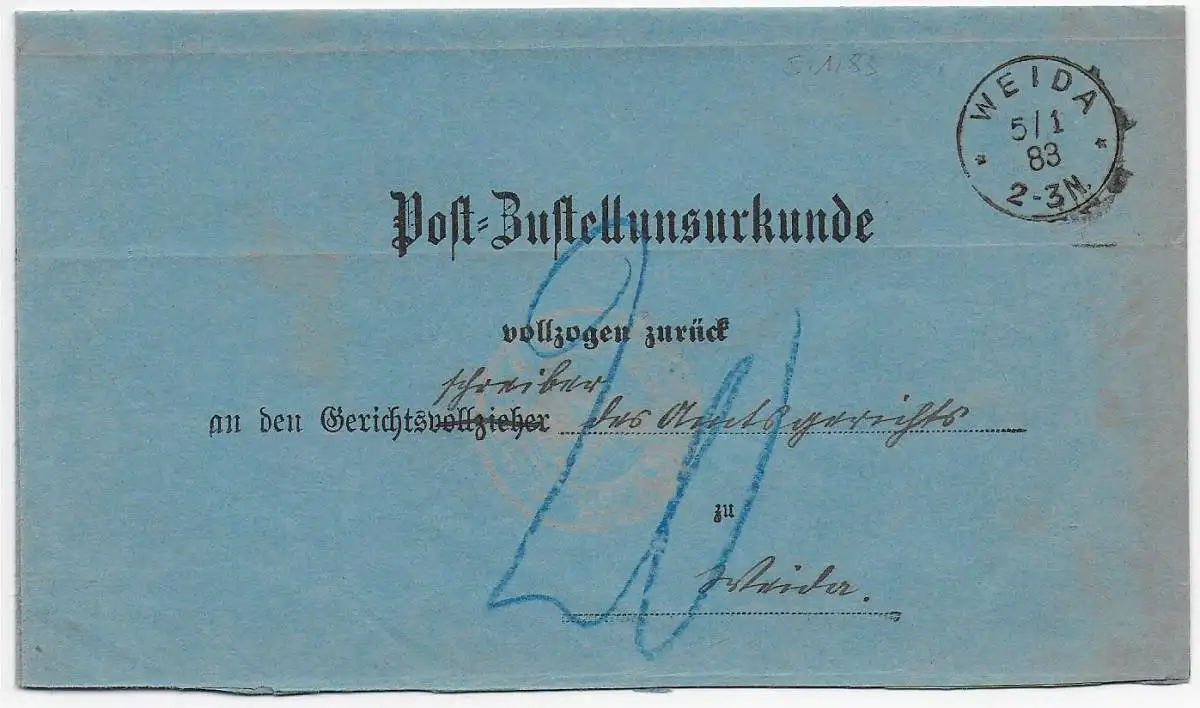 5/1/83
WEIDA
5/1
83
2-3N.
Post-Zustellunsurkunde
vollzogen zurück
schreiber
an den Gerichtsvollzieher des Amtsgerichts
zu
Weida.
20